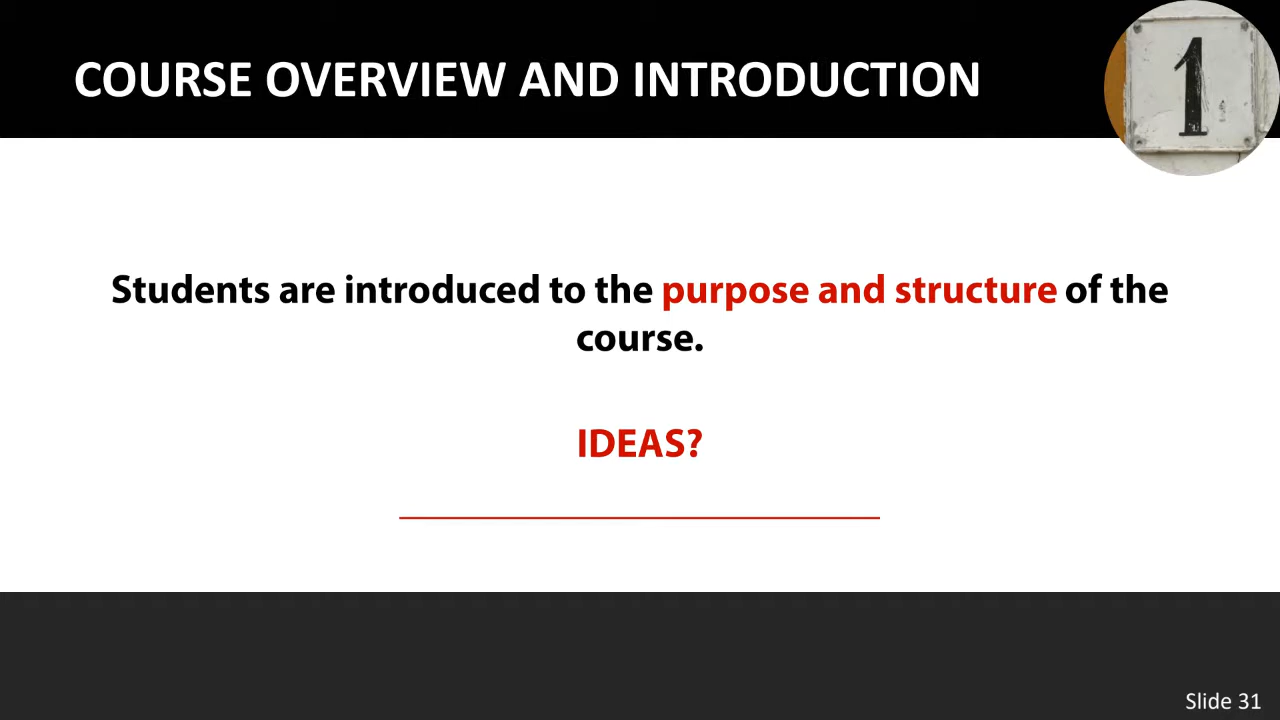 COURSE OVERVIEW AND INTRODUCTION
1
Students are introduced to the purpose and structure of the
course.
IDEAS?
Slide 31